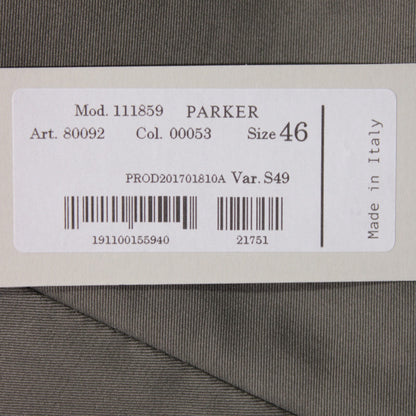 Mod. 111859 PARKER
Art. 80092 Col. 00053 Size 46
PROD201701810A Var. S49
191100155940 21751
Made in Italy